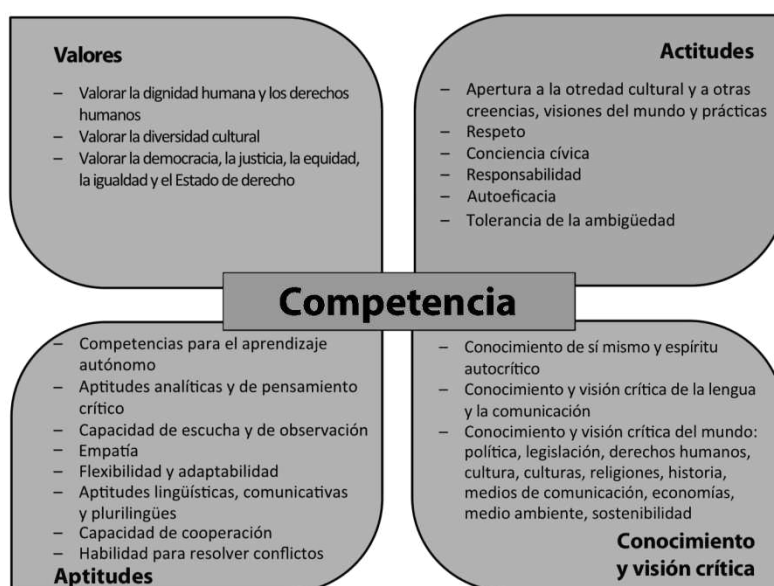 Valores
– Valorar la dignidad humana y los derechos
humanos
– Valorar la diversidad cultural
– Valorar la democracia, la justicia, la equidad,
la igualdad y el Estado de derecho
Actitudes
– Apertura a la otredad cultural y a otras
creencias, visiones del mundo y prácticas
– Respeto
– Conciencia cívica
– Responsabilidad
– Autoeficacia
– Tolerancia de la ambigüedad
Competencia
– Competencias para el aprendizaje
autónomo
– Aptitudes analíticas y de pensamiento
crítico
– Capacidad de escucha y de observación
– Empatía
– Flexibilidad y adaptabilidad
– Aptitudes lingüísticas, comunicativas
y plurilingües
– Capacidad de cooperación
– Habilidad para resolver conflictos
Aptitudes
– Conocimiento de sí mismo y espíritu
autocrítico
– Conocimiento y visión crítica de la lengua
y la comunicación
– Conocimiento y visión crítica del mundo:
política, legislación, derechos humanos,
cultura, culturas, religiones, historia,
medios de comunicación, economías,
medio ambiente, sostenibilidad
Conocimiento
y visión crítica